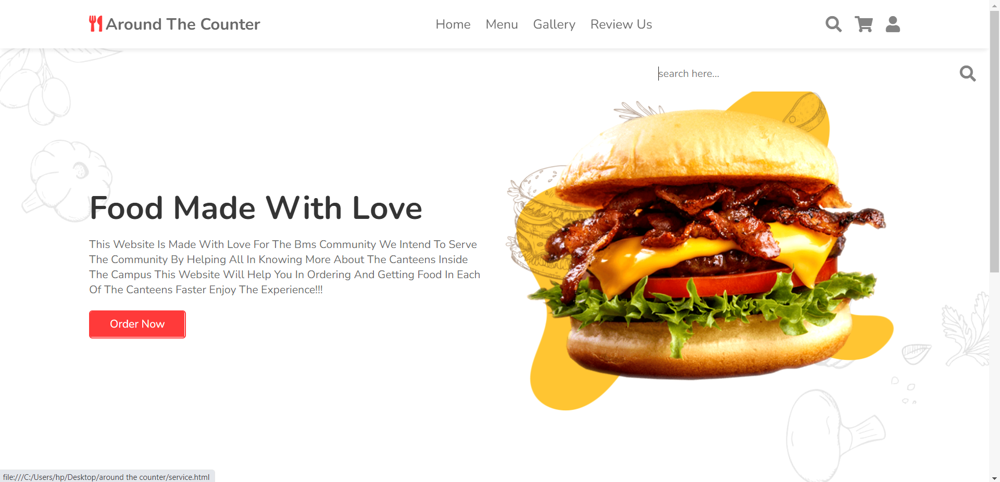 Around The Counter
Home Menu Gallery Review Us
search here...
Food Made With Love
This Website Is Made With Love For The Bms Community We Intend To Serve
The Community By Helping All In Knowing More About The Canteens Inside
The Campus This Website Will Help You In Ordering And Getting Food In Each
Of The Canteens Faster Enjoy The Experience!!!
Order Now
file:///C:/Users/hp/Desktop/around the counter/service.html